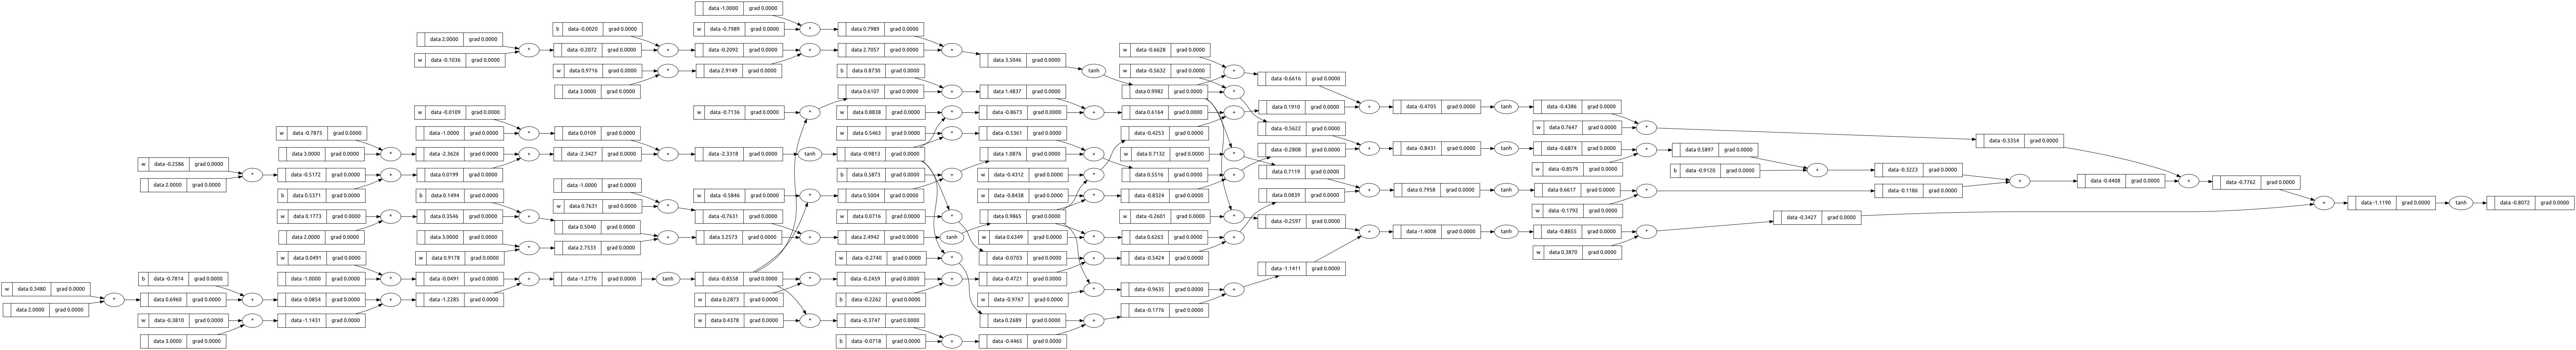 data -1.0000 grad 0.0000
b data -0.0020 grad 0.0000
w data -0.7989 grad 0.0000
*
data 0.7989 grad 0.0000
data 2.0000 grad 0.0000
*
data -0.2072 grad 0.0000
+
data -0.2092 grad 0.0000
+
data 2.7057 grad 0.0000
+
w data -0.6628 grad 0.0000
w data -0.1036 grad 0.0000
data 3.5046 grad 0.0000
w data 0.9716 grad 0.0000
*
data 2.9149 grad 0.0000
b data 0.8730 grad 0.0000
tanh
w data -0.5632 grad 0.0000
*
data -0.6616 grad 0.0000
data 3.0000 grad 0.0000
data 0.6107 grad 0.0000
+
data 1.4837 grad 0.0000
data 0.9982 grad 0.0000
*
w data -0.0109 grad 0.0000
w data -0.7136 grad 0.0000
*
w data 0.8838 grad 0.0000
*
data -0.8673 grad 0.0000
+
data 0.6164 grad 0.0000
+
data 0.1910 grad 0.0000
+
data -0.4705 grad 0.0000
tanh
data -0.4386 grad 0.0000
w data -0.7875 grad 0.0000
data -1.0000 grad 0.0000
*
data 0.0109 grad 0.0000
w data 0.5463 grad 0.0000
*
data -0.5361 grad 0.0000
data -0.4253 grad 0.0000
data -0.5622 grad 0.0000
w data 0.7647 grad 0.0000
*
data -0.3354 grad 0.0000
data 3.0000 grad 0.0000
*
data -2.3626 grad 0.0000
+
data -2.3427 grad 0.0000
+
data -2.3318 grad 0.0000
tanh
data -0.9813 grad 0.0000
data 1.0876 grad 0.0000
+
w data 0.7132 grad 0.0000
*
data -0.2808 grad 0.0000
+
data -0.8431 grad 0.0000
tanh
data -0.6874 grad 0.0000
*
data 0.5897 grad 0.0000
w data -0.2586 grad 0.0000
*
data -0.5172 grad 0.0000
+
data 0.0199 grad 0.0000
b data 0.5873 grad 0.0000
+
w data -0.4312 grad 0.0000
*
data 0.5516 grad 0.0000
+
data 0.7119 grad 0.0000
w data -0.8579 grad 0.0000
b data -0.9120 grad 0.0000
+
data -0.3223 grad 0.0000
data 2.0000 grad 0.0000
data -1.0000 grad 0.0000
+
data -0.4408 grad 0.0000
+
data -0.7762 grad 0.0000
b data 0.5371 grad 0.0000
b data 0.1494 grad 0.0000
w data -0.5846 grad 0.0000
*
data 0.5004 grad 0.0000
w data -0.8438 grad 0.0000
*
data -0.8324 grad 0.0000
data 0.0839 grad 0.0000
+
data 0.7958 grad 0.0000
tanh
data 0.6617 grad 0.0000
*
data -0.1186 grad 0.0000
w data 0.7631 grad 0.0000
*
+
data -1.1190 grad 0.0000
tanh
data -0.8072 grad 0.0000
w data 0.1773 grad 0.0000
*
data 0.3546 grad 0.0000
+
data -0.7631 grad 0.0000
w data 0.0716 grad 0.0000
*
data 0.9865 grad 0.0000
w data -0.2601 grad 0.0000
*
data -0.2597 grad 0.0000
w data -0.1792 grad 0.0000
data -0.3427 grad 0.0000
data 2.0000 grad 0.0000
data 3.0000 grad 0.0000
data 0.5040 grad 0.0000
+
data 3.2573 grad 0.0000
+
data 2.4942 grad 0.0000
tanh
w data 0.6349 grad 0.0000
*
data 0.6263 grad 0.0000
+
+
data -1.4008 grad 0.0000
tanh
data -0.8855 grad 0.0000
*
*
data 2.7533 grad 0.0000
w data 0.9178 grad 0.0000
w data 0.0491 grad 0.0000
w data -0.2740 grad 0.0000
*
data -0.0703 grad 0.0000
+
data -0.5424 grad 0.0000
w data 0.3870 grad 0.0000
data -1.1411 grad 0.0000
b data -0.7814 grad 0.0000
data -1.0000 grad 0.0000
*
data -0.0491 grad 0.0000
+
data -1.2776 grad 0.0000
tanh
data -0.8558 grad 0.0000
*
data -0.2459 grad 0.0000
+
data -0.4721 grad 0.0000
w data 0.3480 grad 0.0000
*
data 0.6960 grad 0.0000
+
data -0.0854 grad 0.0000
+
data -1.2285 grad 0.0000
w data 0.2873 grad 0.0000
b data -0.2262 grad 0.0000
w data -0.9767 grad 0.0000
*
data -0.9635 grad 0.0000
+
data 2.0000 grad 0.0000
data -0.1776 grad 0.0000
w data -0.3810 grad 0.0000
*
data -1.1431 grad 0.0000
w data 0.4378 grad 0.0000
*
data -0.3747 grad 0.0000
data 0.2689 grad 0.0000
+
data 3.0000 grad 0.0000
b data -0.0718 grad 0.0000
+
data -0.4465 grad 0.0000